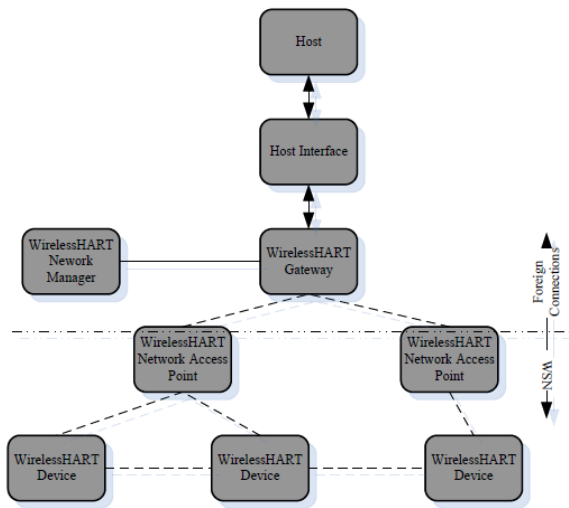 Host
Host Interface
WirelessHART
Nework
Manager
WirelessHART
Gateway
Foreign
Connections
WirelessHART
Network Access
Point
WirelessHART
Network Access
Point
WSN
WirelessHART
Device
WirelessHART
Device
WirelessHART
Device